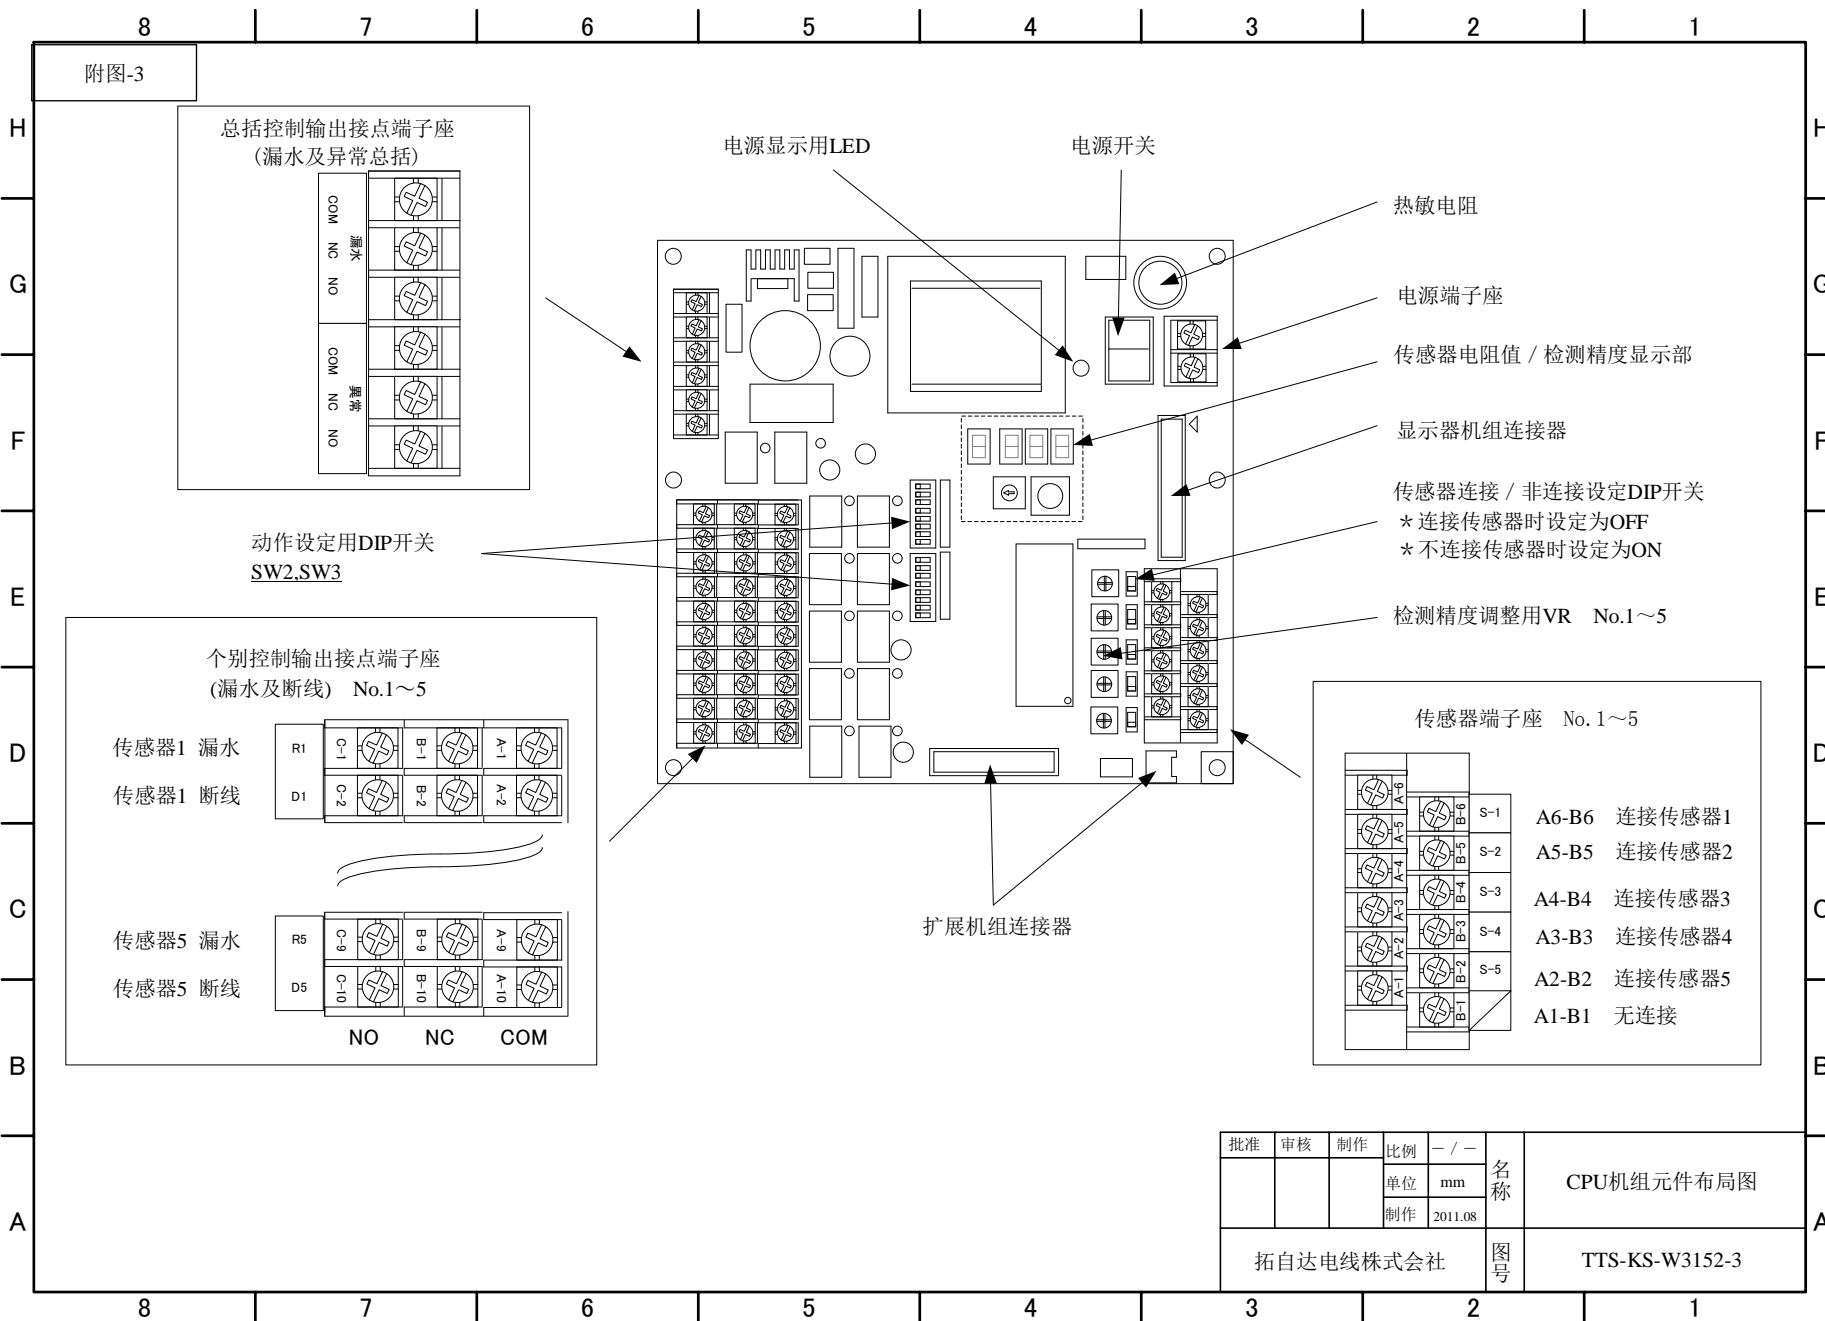 8 7 6 5 4 3 2 1
附图-3
H
G
F
E
D
C
B
A
总括控制输出接点端子座
(漏水及异常总括)
COM NC NO
漏水
COM NC NO
異常
电源显示用LED
电源开关
热敏电阻
电源端子座
传感器电阻值 / 检测精度显示部
显示器机组连接器
传感器连接 / 非连接设定DIP开关
＊连接传感器时设定为OFF
＊不连接传感器时设定为ON
检测精度调整用VR No.1～5
动作设定用DIP开关
SW2,SW3
个别控制输出接点端子座
(漏水及断线) No.1～5
传感器1 漏水 R1 C-1 B-1 A-1
传感器1 断线 D1 C-2 B-2 A-2
传感器5 漏水 R5 C-9 B-9 A-9
传感器5 断线 D5 C-10 B-10 A-10
NO NC COM
扩展机组连接器
传感器端子座 No.1～5
A-6 B-6 S-1 A6-B6 连接传感器1
A-5 B-5 S-2 A5-B5 连接传感器2
A-4 B-4 S-3 A4-B4 连接传感器3
A-3 B-3 S-4 A3-B3 连接传感器4
A-2 B-2 S-5 A2-B2 连接传感器5
A-1 B-1 A1-B1 无连接
批准 审核 制作 比例 － / －
单位 mm
制作 2011.08
名称 CPU机组元件布局图
拓自达电线株式会社
图号 TTS-KS-W3152-3
H
G
F
E
D
C
B
A
8 7 6 5 4 3 2 1